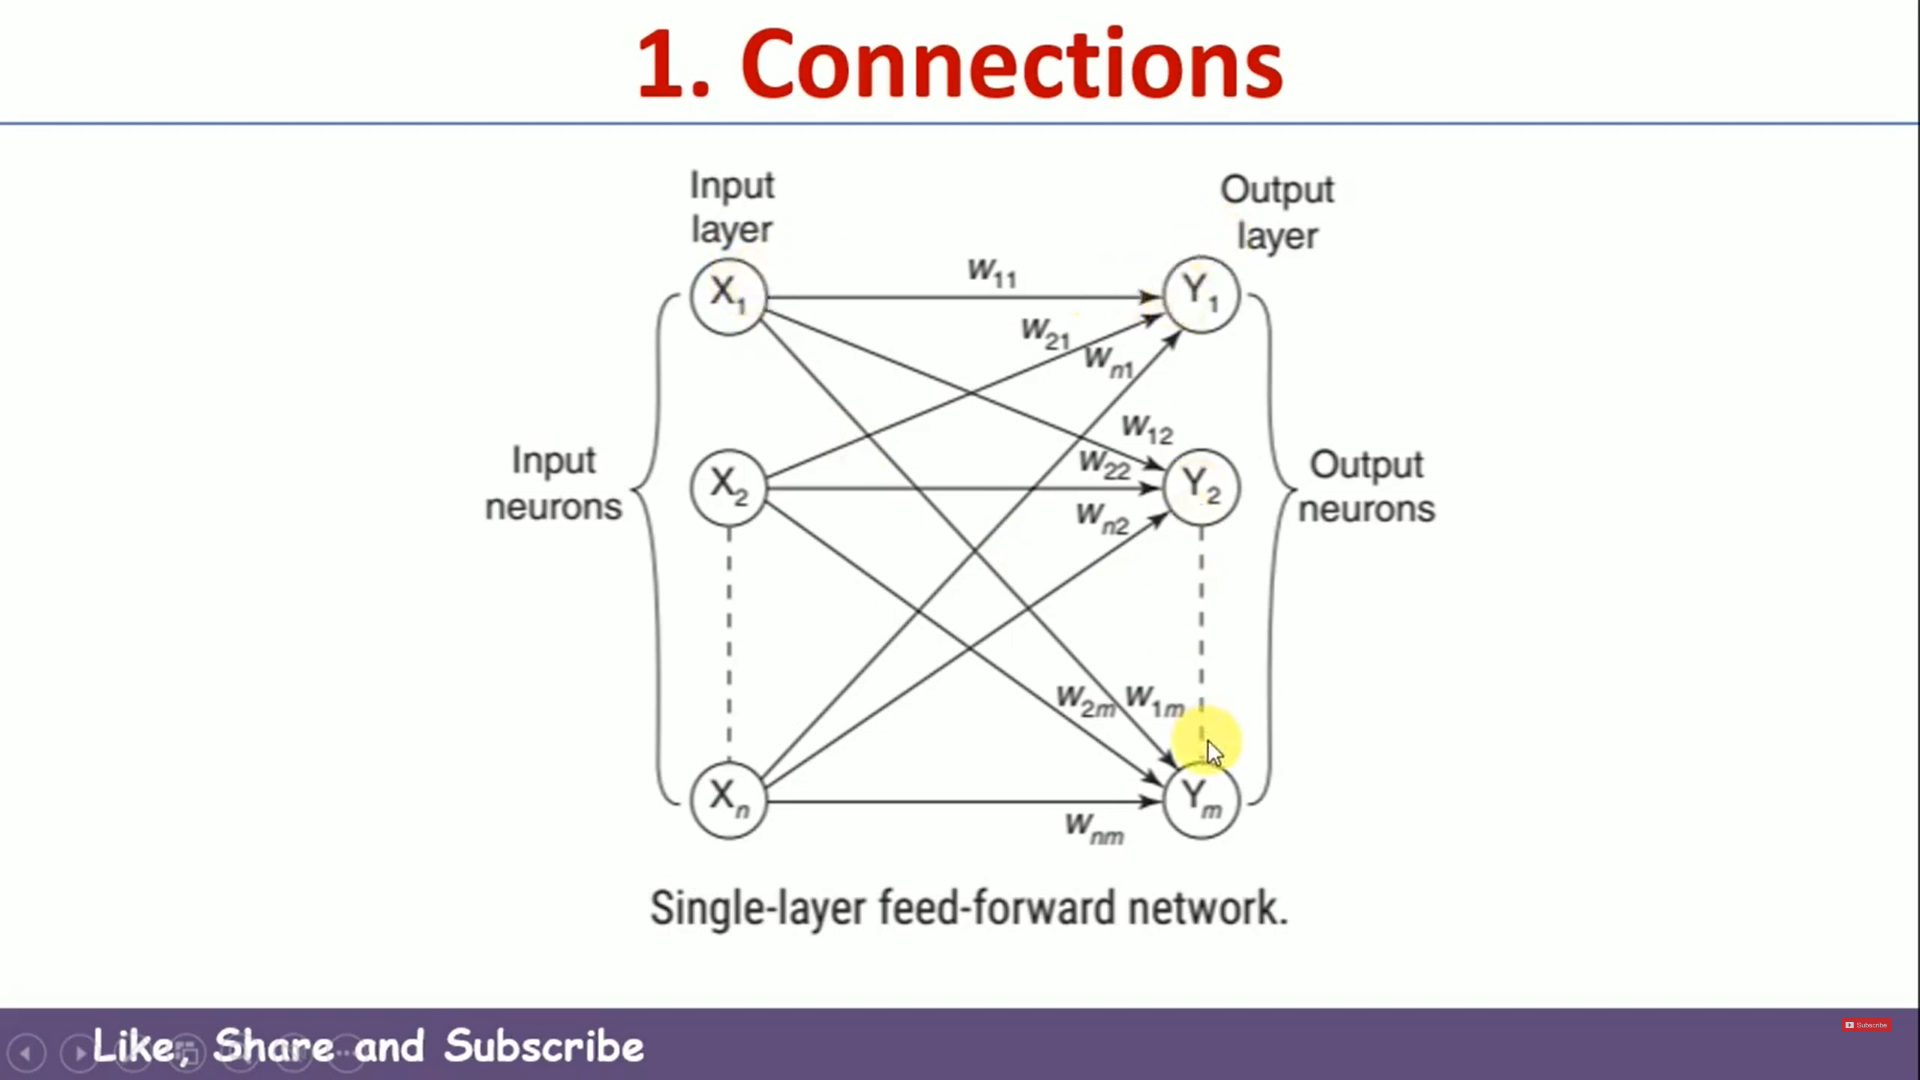 1. Connections
Input
layer
Output
layer
X1
w11
Y1
w21
wn1
w12
Input
neurons
X2
w22
Y2
Output
neurons
wn2
w2m
w1m
Xn
Ym
wnm
Single-layer feed-forward network.
Like, Share and Subscribe
Subscribe